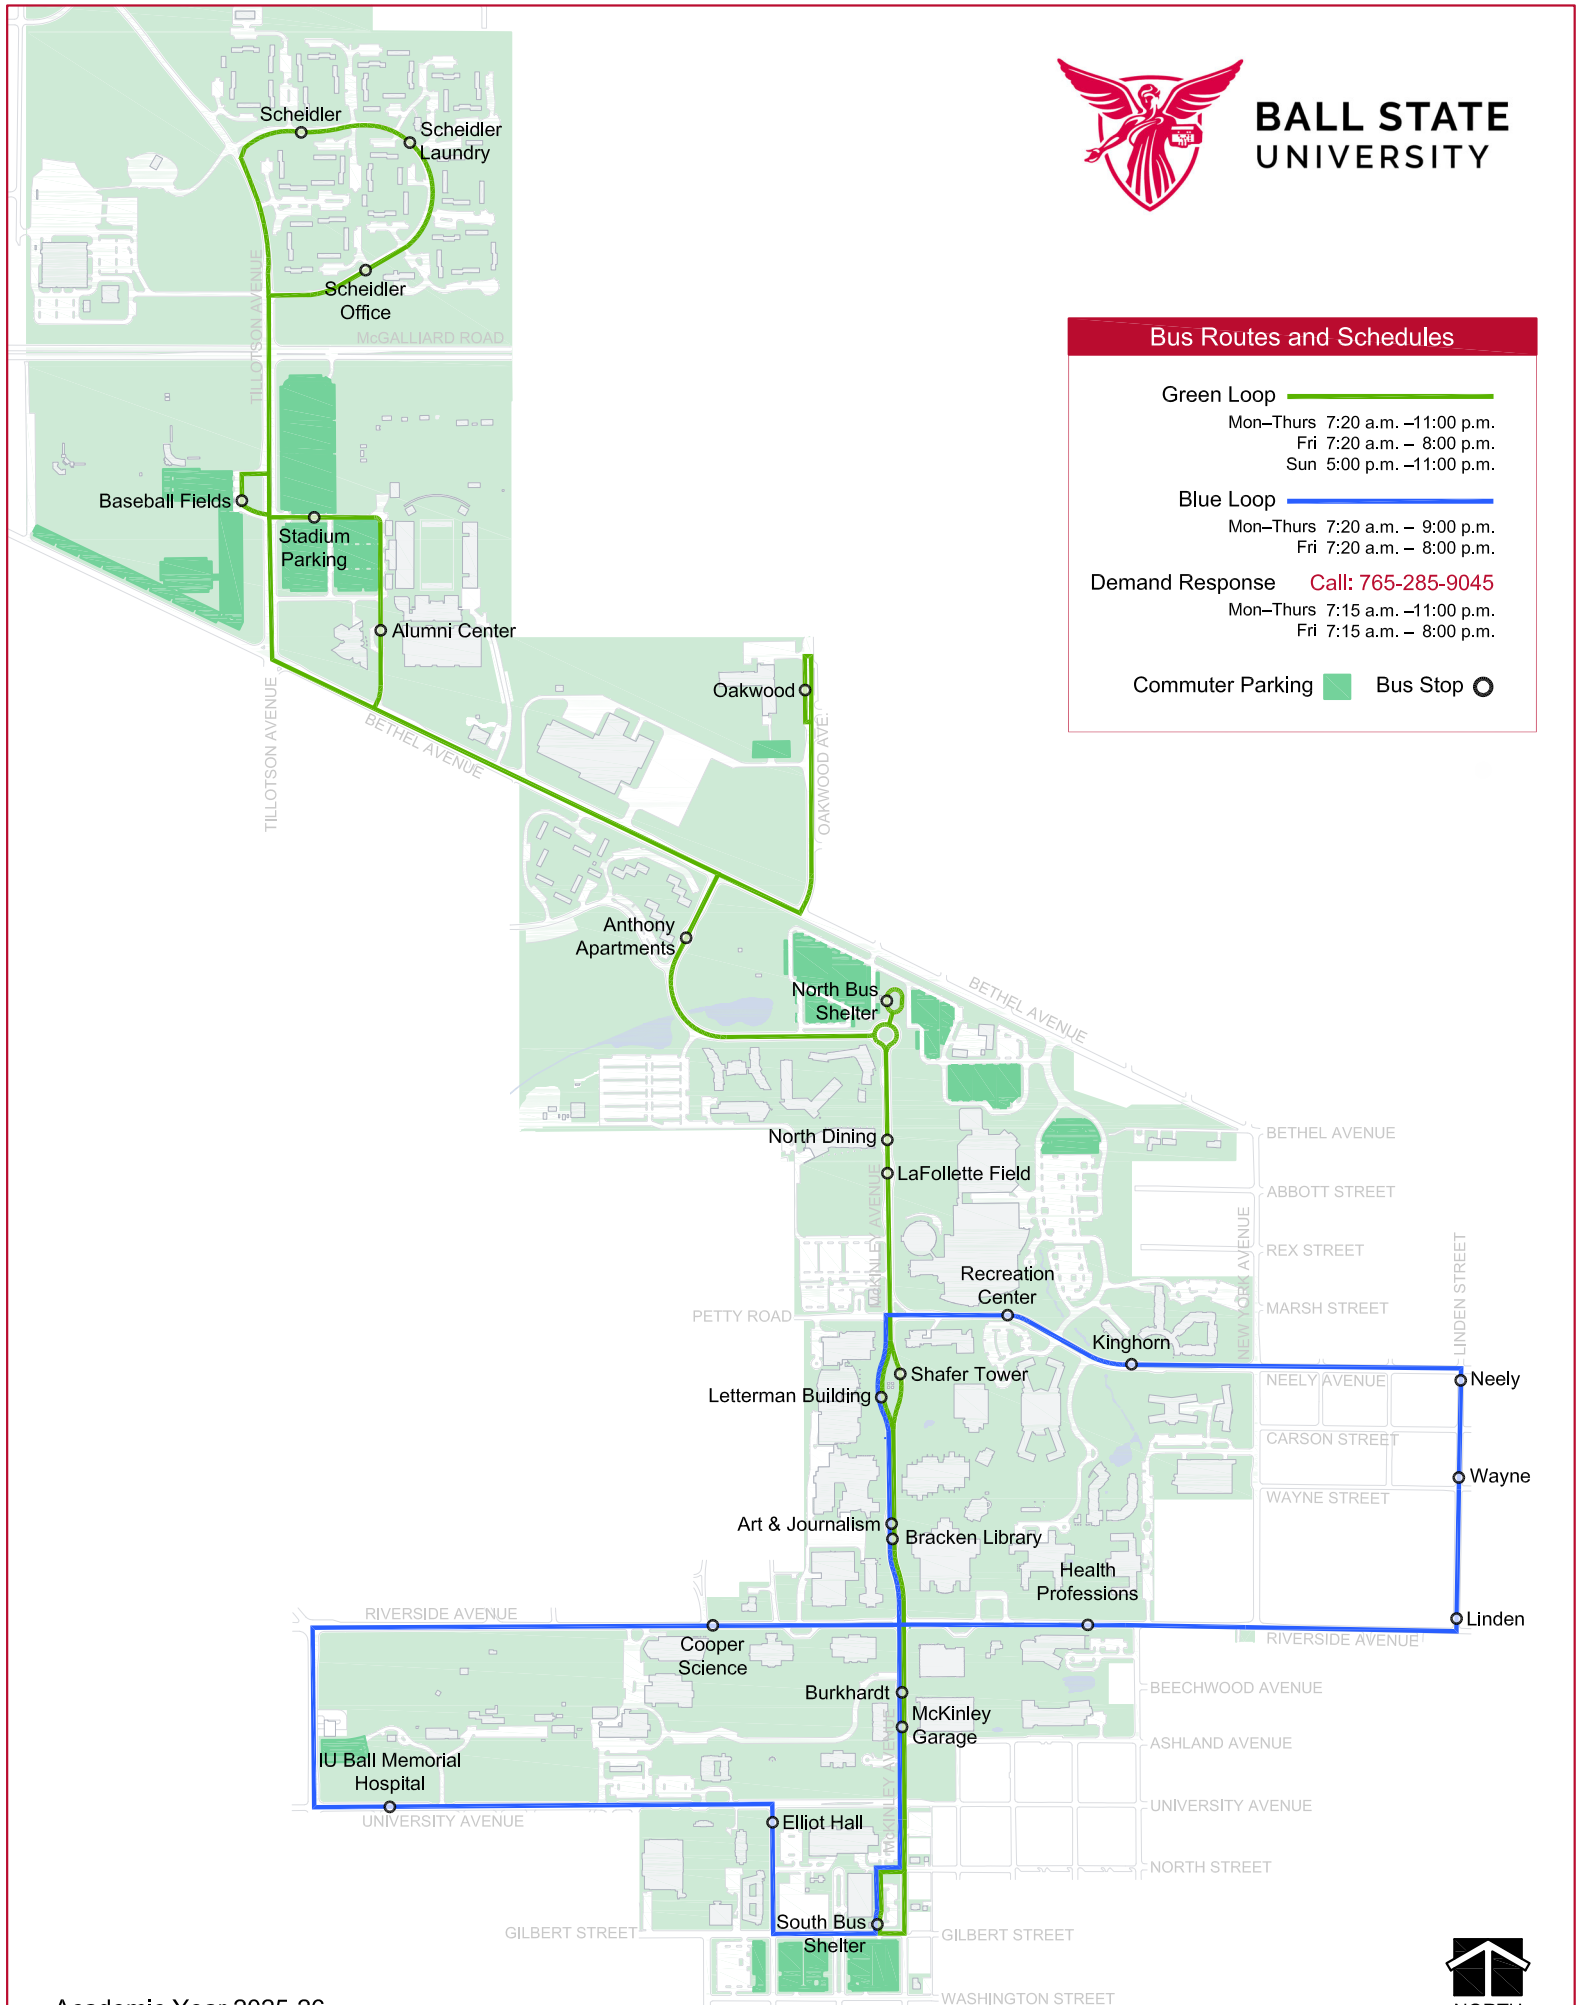 BALL STATE
UNIVERSITY
Scheidler
Scheidler
Laundry
Scheidler
Office
TILLOTSON AVENUE
McGALLIARD ROAD
Bus Routes and Schedules
Green Loop
Mon–Thurs 7:20 a.m. –11:00 p.m.
Fri 7:20 a.m. – 8:00 p.m.
Sun 5:00 p.m. –11:00 p.m.
Blue Loop
Mon–Thurs 7:20 a.m. – 9:00 p.m.
Fri 7:20 a.m. – 8:00 p.m.
Demand Response Call: 765-285-9045
Mon–Thurs 7:15 a.m. –11:00 p.m.
Fri 7:15 a.m. – 8:00 p.m.
Commuter Parking Bus Stop
Baseball Fields
Stadium
Parking
Alumni Center
Oakwood
TILLOTSON AVENUE
BETHEL AVENUE
OAKWOOD AVE.
Anthony
Apartments
North Bus
Shelter
BETHEL AVENUE
North Dining
BETHEL AVENUE
LaFollette Field
ABBOTT STREET
McKINLEY AVENUE
NEW YORK AVENUE
REX STREET
LINDEN STREET
Recreation
Center
MARSH STREET
PETTY ROAD
Kinghorn
Shafer Tower
NEELY AVENUE
Neely
Letterman Building
CARSON STREET
Wayne
WAYNE STREET
Art & Journalism
Bracken Library
Health
Professions
RIVERSIDE AVENUE
Linden
RIVERSIDE AVENUE
Cooper
Science
Burkhardt
BEECHWOOD AVENUE
McKinley
Garage
McKINLEY AVENUE
ASHLAND AVENUE
IU Ball Memorial
Hospital
UNIVERSITY AVENUE
UNIVERSITY AVENUE
Elliot Hall
NORTH STREET
South Bus
Shelter
GILBERT STREET
GILBERT STREET
WASHINGTON STREET
Academic Year 2025-26
NORTH